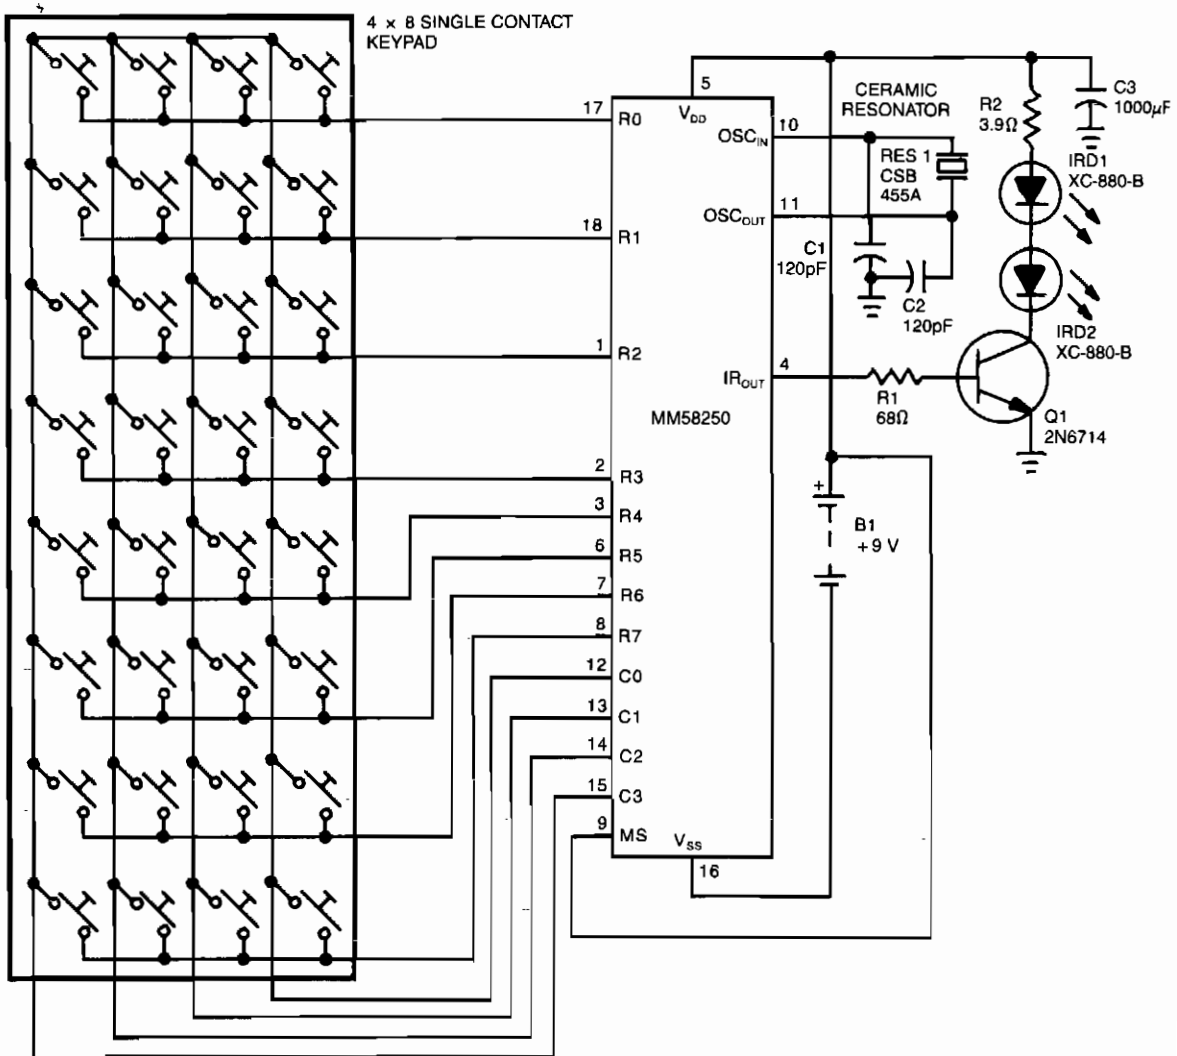 4 x 8 SINGLE CONTACT
KEYPAD
17
R0
18
R1
1
R2
2
R3
3
R4
6
R5
7
R6
8
R7
12
C0
13
C1
14
C2
15
C3
9
MS
5
VDD
MM58250
VSS
16
10
OSCIN
11
OSCOUT
4
IROUT
CERAMIC
RESONATOR
RES 1
CSB
455A
C1
120pF
C2
120pF
R1
68Ω
R2
3.9Ω
C3
1000μF
IRD1
XC-880-B
IRD2
XC-880-B
Q1
2N6714
+
B1
+9 V